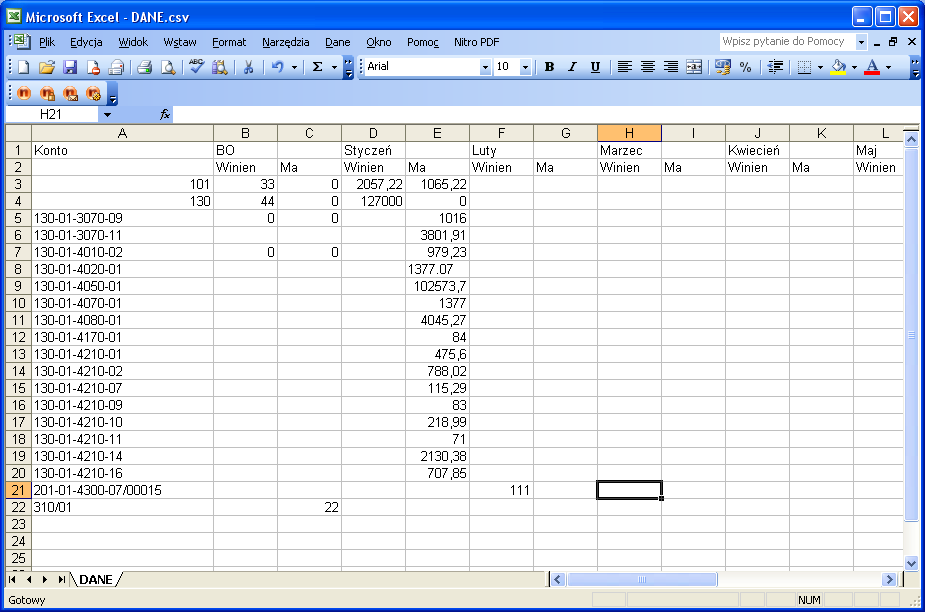 Microsoft Excel - DANE.csv
Plik Edycja Widok Wstaw Format Narzędzia Dane Okno Pomoc Nitro PDF Wpisz pytanie do Pomocy
Arial 10 B I U %
H21 fx
A B C D E F G H I J K L
1 Konto BO Styczeń Luty Marzec Kwiecień Maj
2 Winien Ma Winien Ma Winien Ma Winien Ma Winien Ma Winien
3 101 33 0 2057,22 1065,22
4 130 44 0 127000 0
5 130-01-3070-09 0 0 1016
6 130-01-3070-11 3801,91
7 130-01-4010-02 0 0 979,23
8 130-01-4020-01 1377.07
9 130-01-4050-01 102573,7
10 130-01-4070-01 1377
11 130-01-4080-01 4045,27
12 130-01-4170-01 84
13 130-01-4210-01 475,6
14 130-01-4210-02 788,02
15 130-01-4210-07 115,29
16 130-01-4210-09 83
17 130-01-4210-10 218,99
18 130-01-4210-11 71
19 130-01-4210-14 2130,38
20 130-01-4210-16 707,85
21 201-01-4300-07/00015 111
22 310/01 22
23
24
25
DANE
Gotowy NUM